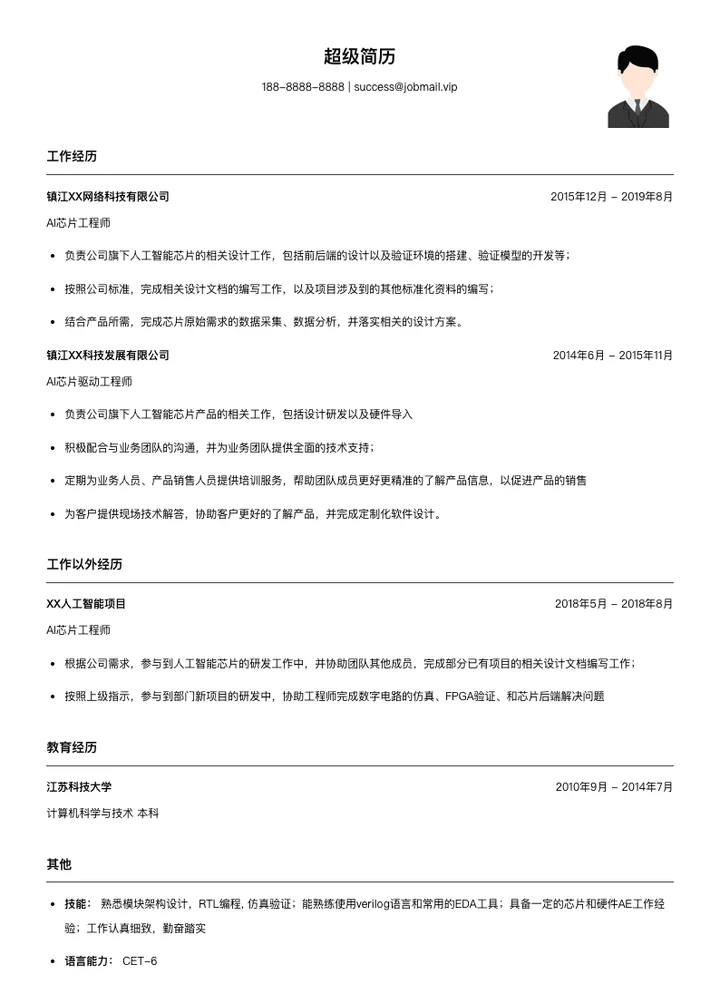 超级简历
188-8888-8888 | success@jobmail.vip
工作经历
镇江XX网络科技有限公司 2015年12月 – 2019年8月
AI芯片工程师
• 负责公司旗下人工智能芯片的相关设计工作，包括前后端的设计以及验证环境的搭建、验证模型的开发等；
• 按照公司标准，完成相关设计文档的编写工作，以及项目涉及到的其他标准化资料的编写；
• 结合产品所需，完成芯片原始需求的数据采集、数据分析，并落实相关的设计方案。
镇江XX科技发展有限公司 2014年6月 – 2015年11月
AI芯片驱动工程师
• 负责公司旗下人工智能芯片产品的相关工作，包括设计研发以及硬件导入
• 积极配合与业务团队的沟通，并为业务团队提供全面的技术支持；
• 定期为业务人员、产品销售人员提供培训服务，帮助团队成员更好更精准的了解产品信息，以促进产品的销售
• 为客户提供现场技术解答，协助客户更好的了解产品，并完成定制化软件设计。
工作以外经历
XX人工智能项目 2018年5月 – 2018年8月
AI芯片工程师
• 根据公司需求，参与到人工智能芯片的研发工作中，并协助团队其他成员，完成部分已有项目的相关设计文档编写工作；
• 按照上级指示，参与到部门新项目的研发中，协助工程师完成数字电路的仿真、FPGA验证、和芯片后端解决问题
教育经历
江苏科技大学 2010年9月 – 2014年7月
计算机科学与技术 本科
其他
• 技能： 熟悉模块架构设计，RTL编程, 仿真验证；能熟练使用verilog语言和常用的EDA工具；具备一定的芯片和硬件AE工作经
验；工作认真细致，勤奋踏实
• 语言能力： CET-6